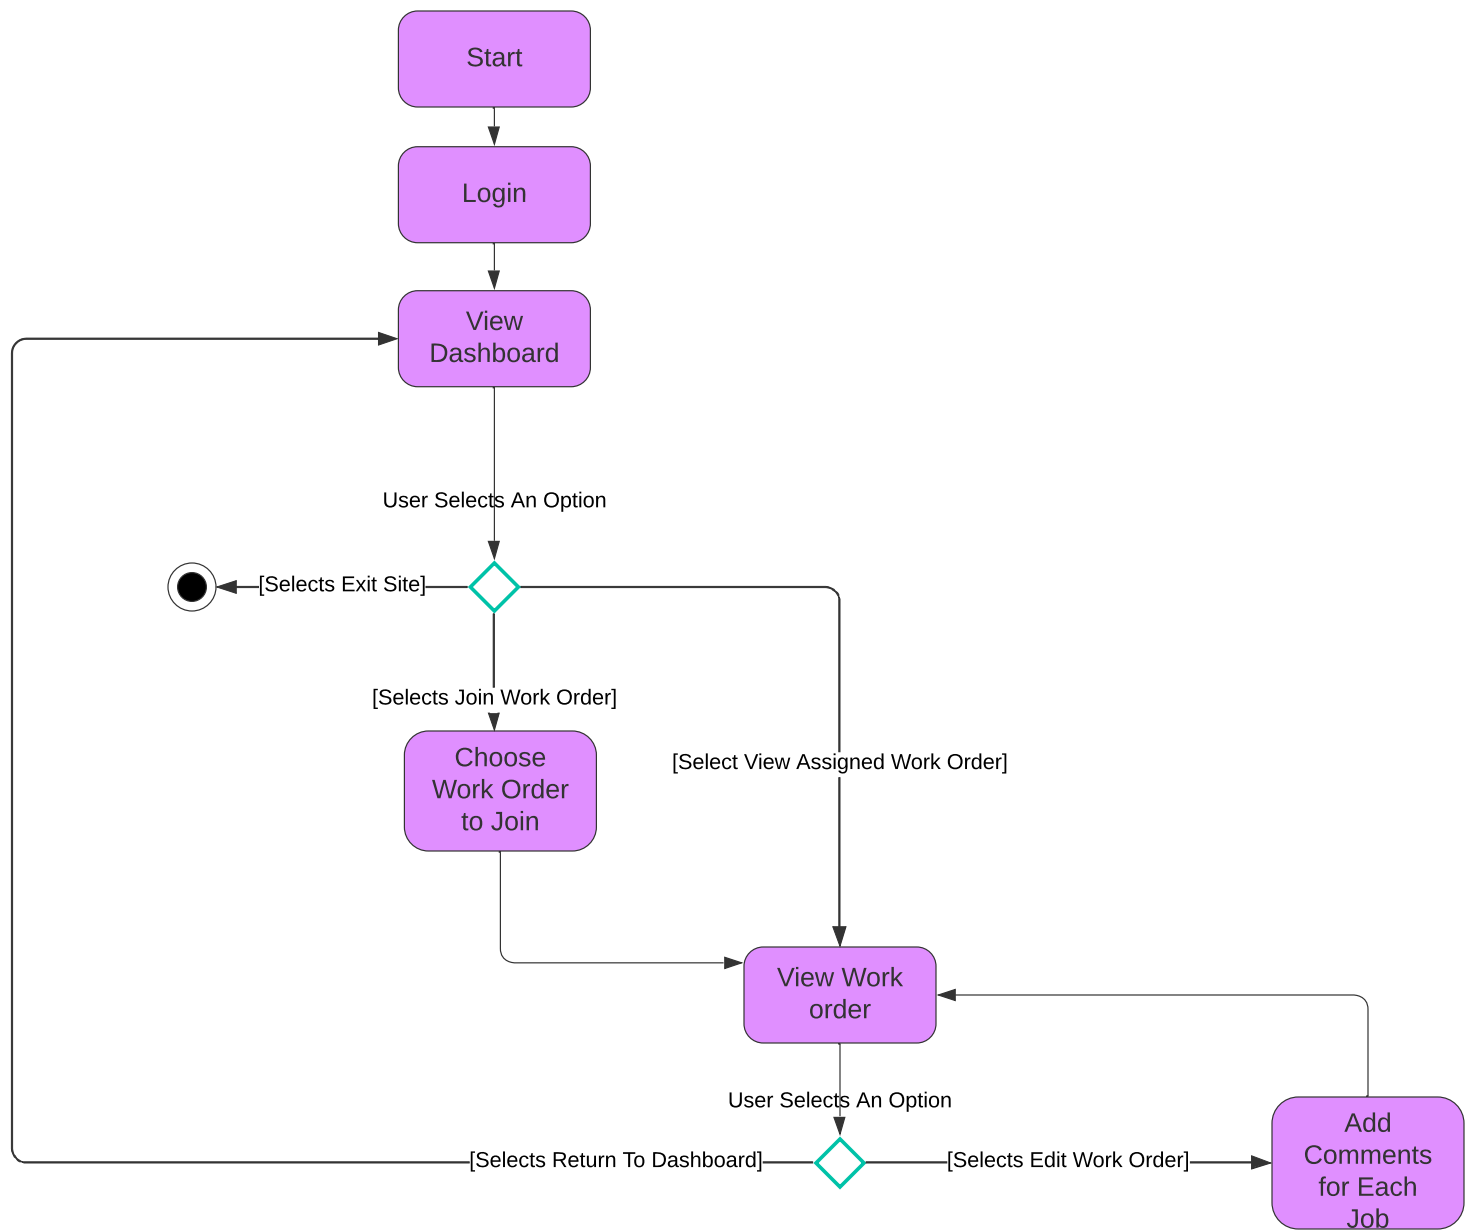 Start
Login
View
Dashboard
User Selects An Option
[Selects Exit Site]
[Selects Join Work Order]
Choose
Work Order
to Join
[Select View Assigned Work Order]
View Work
order
User Selects An Option
[Selects Return To Dashboard]
[Selects Edit Work Order]
Add
Comments
for Each
Job